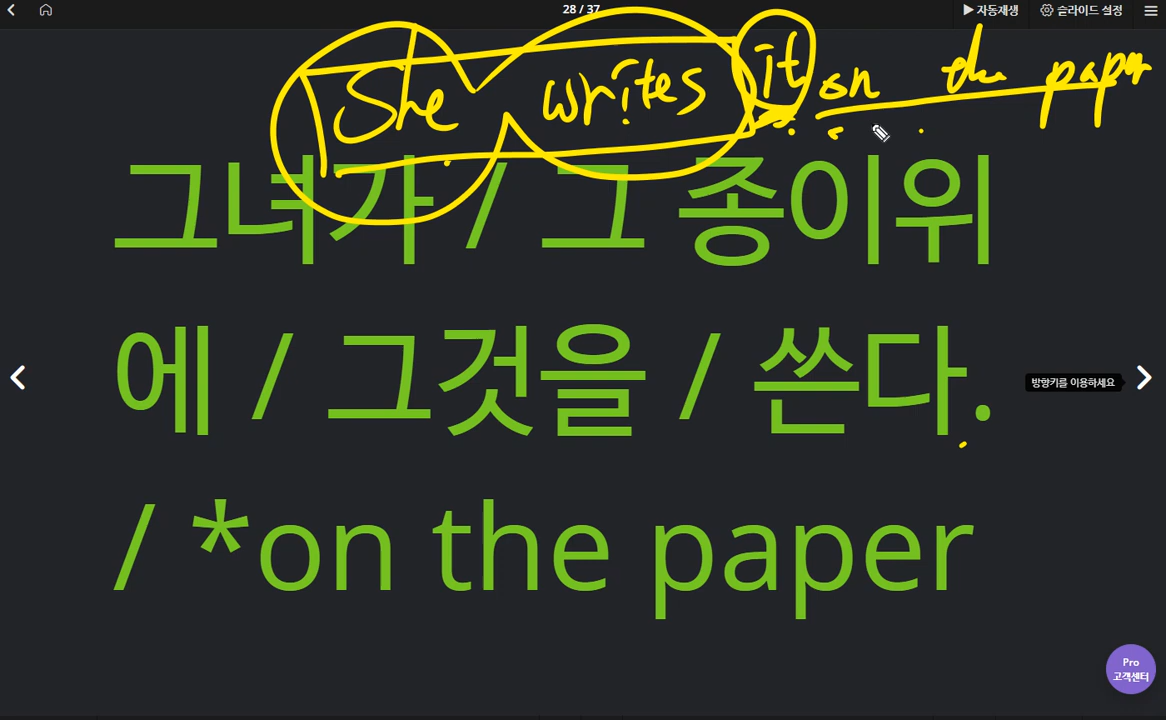 28 / 37
▶ 자동재생
슬라이드 설정
She writes it on the paper
그녀가 / 그 종이위
에 / 그것을 / 쓴다.
/ *on the paper
방향키를 이용하세요
Pro
고객센터